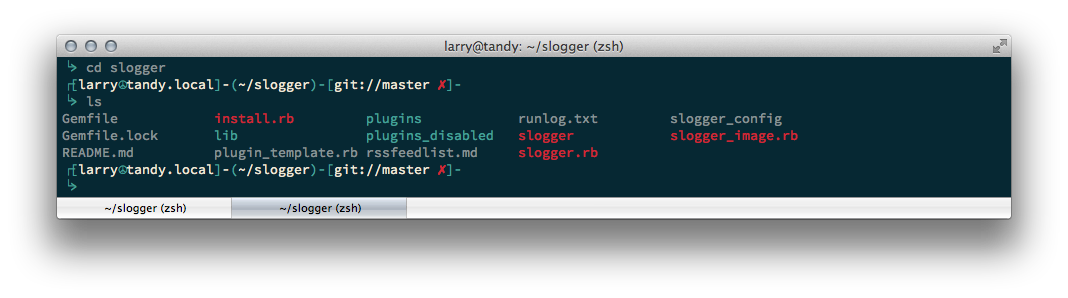 larry@tandy: ~/slogger (zsh)
↳ cd slogger
┌[larry☮tandy.local]-(~/slogger)-[git://master ✗]-
↳ ls
Gemfile install.rb plugins runlog.txt slogger_config
Gemfile.lock lib plugins_disabled slogger slogger_image.rb
README.md plugin_template.rb rssfeedlist.md slogger.rb
┌[larry☮tandy.local]-(~/slogger)-[git://master ✗]-
↳
~/slogger (zsh) ~/slogger (zsh)